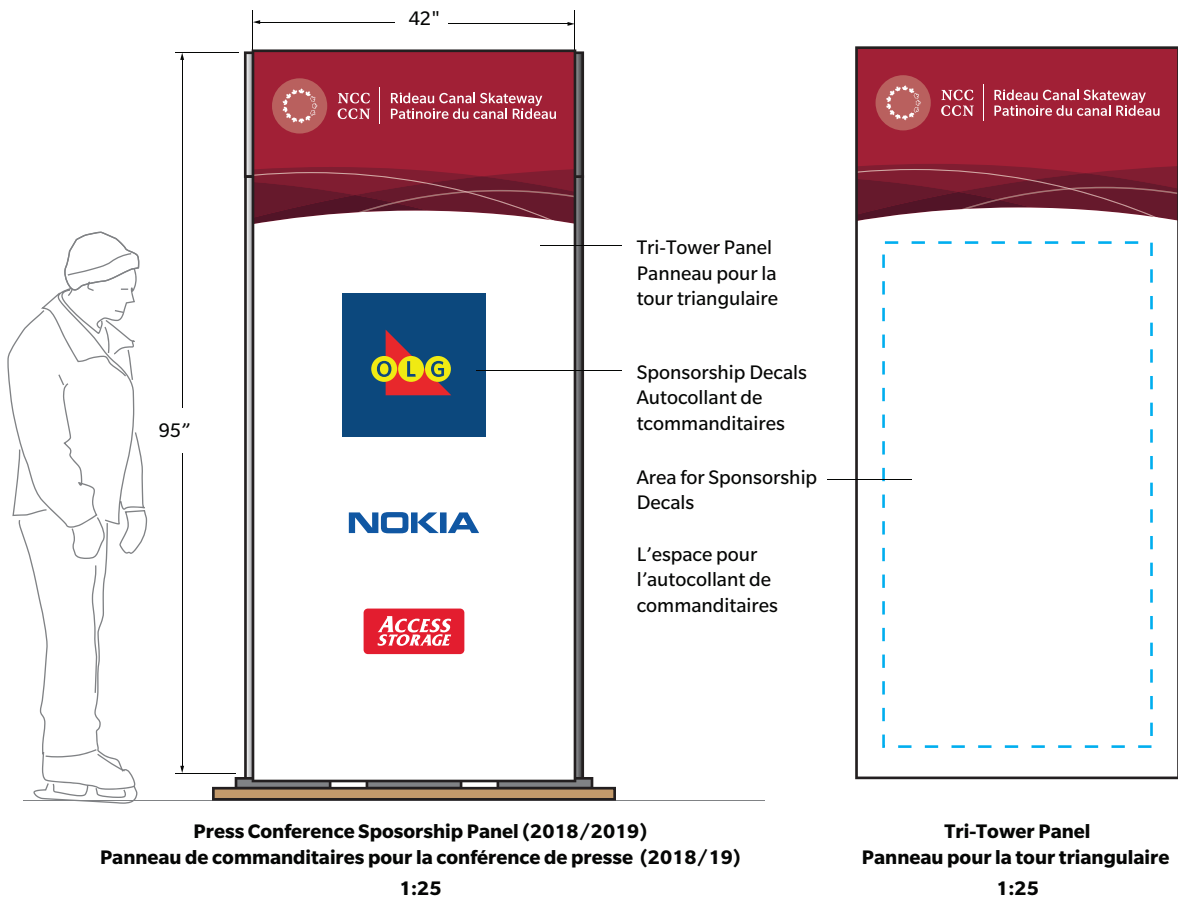 42"
NCC
CCN
Rideau Canal Skateway
Patinoire du canal Rideau
95”
OLG
NOKIA
ACCESS
STORAGE
Tri-Tower Panel
Panneau pour la
tour triangulaire
Sponsorship Decals
Autocollant de
tcommanditaires
Area for Sponsorship
Decals
L’espace pour
l’autocollant de
commanditaires
Press Conference Sposorship Panel (2018/2019)
Panneau de commanditaires pour la conférence de presse (2018/19)
1:25
NCC
CCN
Rideau Canal Skateway
Patinoire du canal Rideau
Tri-Tower Panel
Panneau pour la tour triangulaire
1:25